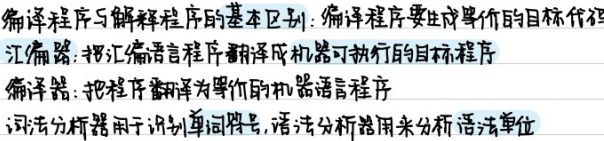 编译程序与解释程序的基本区别：编译程序要生成等价的目标代码
汇编器：把汇编语言程序翻译成机器可执行的目标程序
编译器：把程序翻译为等价的机器语言程序
词法分析器用于识别单词符号，语法分析器用来分析语法单位